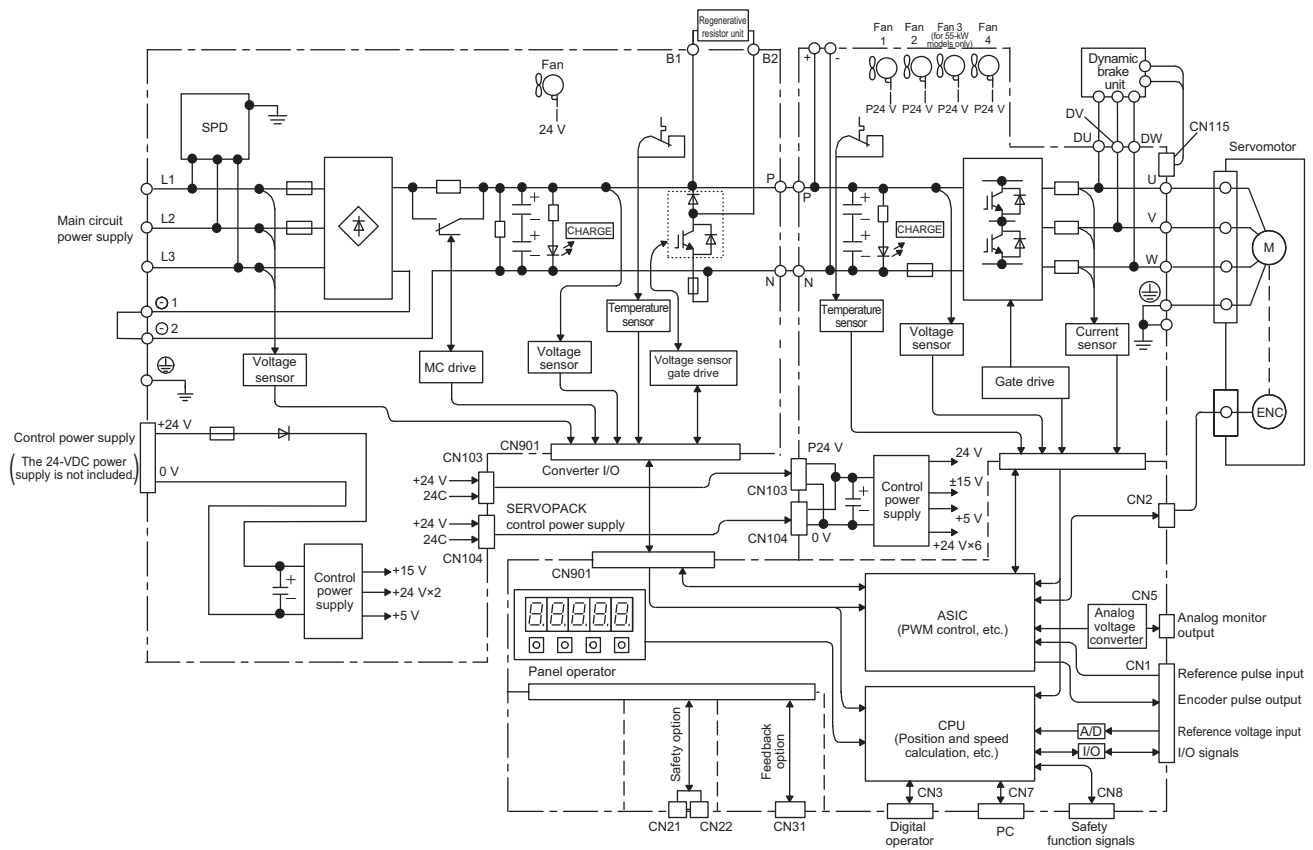 Regenerative
resistor unit
B1
B2
+
-
Fan
1
Fan
2
Fan 3
(for 55-kW
models only)
Fan
4
P24 V
P24 V
P24 V
P24 V
Fan
24 V
Dynamic
brake
unit
DV
DU
DW
CN115
Servomotor
SPD
L1
L2
L3
Main circuit
power supply
P
P
N
N
CHARGE
CHARGE
U
V
W
M
ENC
1
2
Voltage
sensor
MC drive
Voltage
sensor
Temperature
sensor
Voltage sensor
gate drive
Temperature
sensor
Voltage
sensor
Gate drive
Current
sensor
+
−
+
−
+
−
+
−
Control power supply
(The 24-VDC power
supply is not included.)
+24 V
0 V
CN901
Converter I/O
CN103
+24 V
24C
+24 V
24C
CN104
SERVOPACK
control power supply
P24 V
CN103
CN104
0 V
+
−
Control
power
supply
24 V
±15 V
+5 V
+24 V×6
CN2
+
−
Control
power
supply
+15 V
+24 V×2
+5 V
CN901
88888
Panel operator
ASIC
(PWM control, etc.)
CPU
(Position and speed
calculation, etc.)
Analog
voltage
converter
CN5
Analog monitor
output
CN1
Reference pulse input
Encoder pulse output
A/D
Reference voltage input
I/O
I/O signals
Safety option
Feedback
option
CN21
CN22
CN31
CN3
CN7
CN8
Digital
operator
PC
Safety
function signals